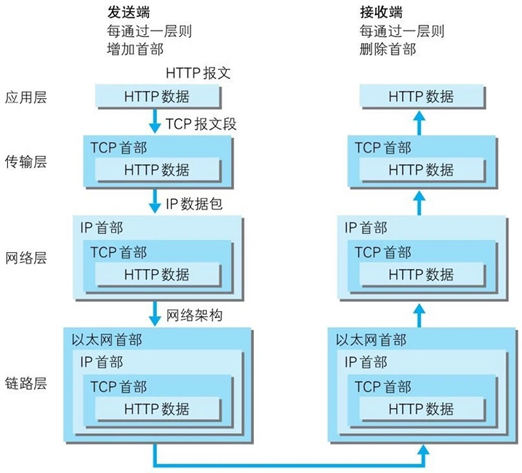 发送端
每通过一层则
增加首部
接收端
每通过一层则
删除首部
HTTP 报文
应用层
HTTP 数据
HTTP 数据
TCP 报文段
传输层
TCP 首部
HTTP 数据
TCP 首部
HTTP 数据
IP 数据包
网络层
IP 首部
TCP 首部
HTTP 数据
IP 首部
TCP 首部
HTTP 数据
网络架构
链路层
以太网首部
IP 首部
TCP 首部
HTTP 数据
以太网首部
IP 首部
TCP 首部
HTTP 数据